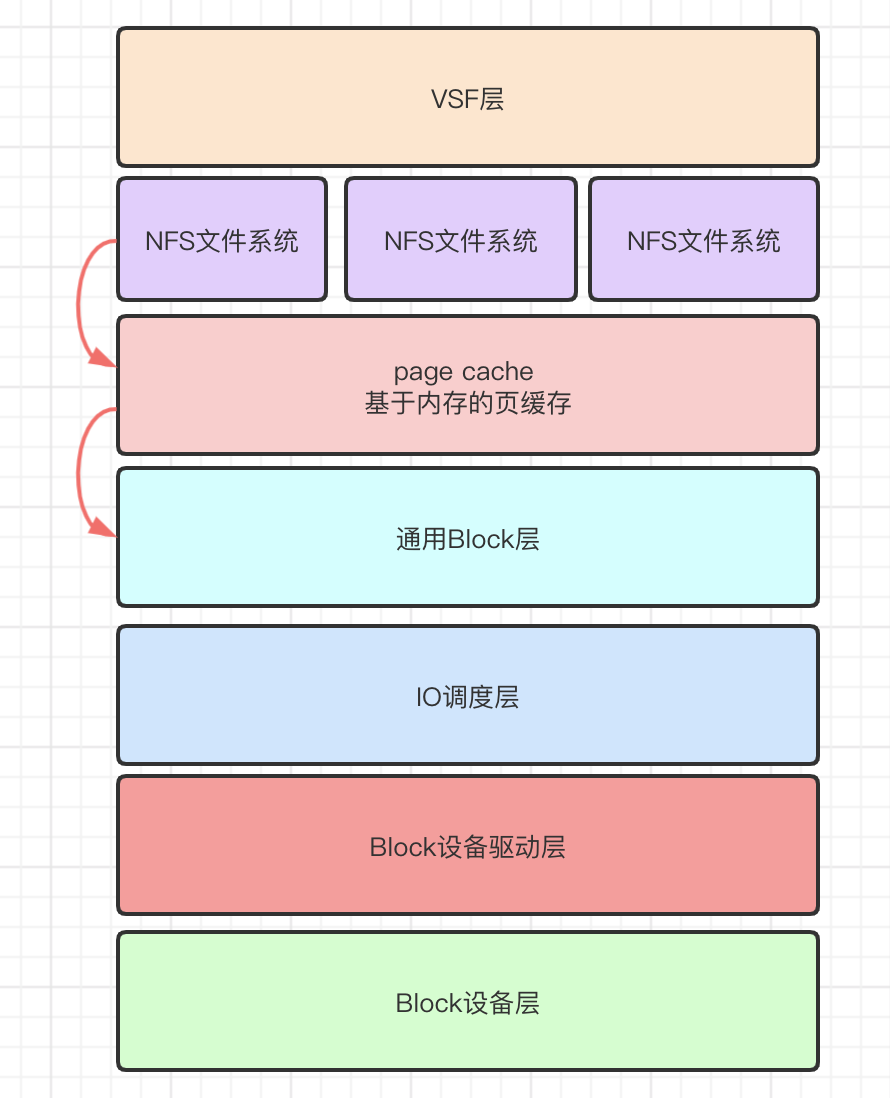 VSF层
NFS文件系统
NFS文件系统
NFS文件系统
page cache
基于内存的页缓存
通用Block层
IO调度层
Block设备驱动层
Block设备层